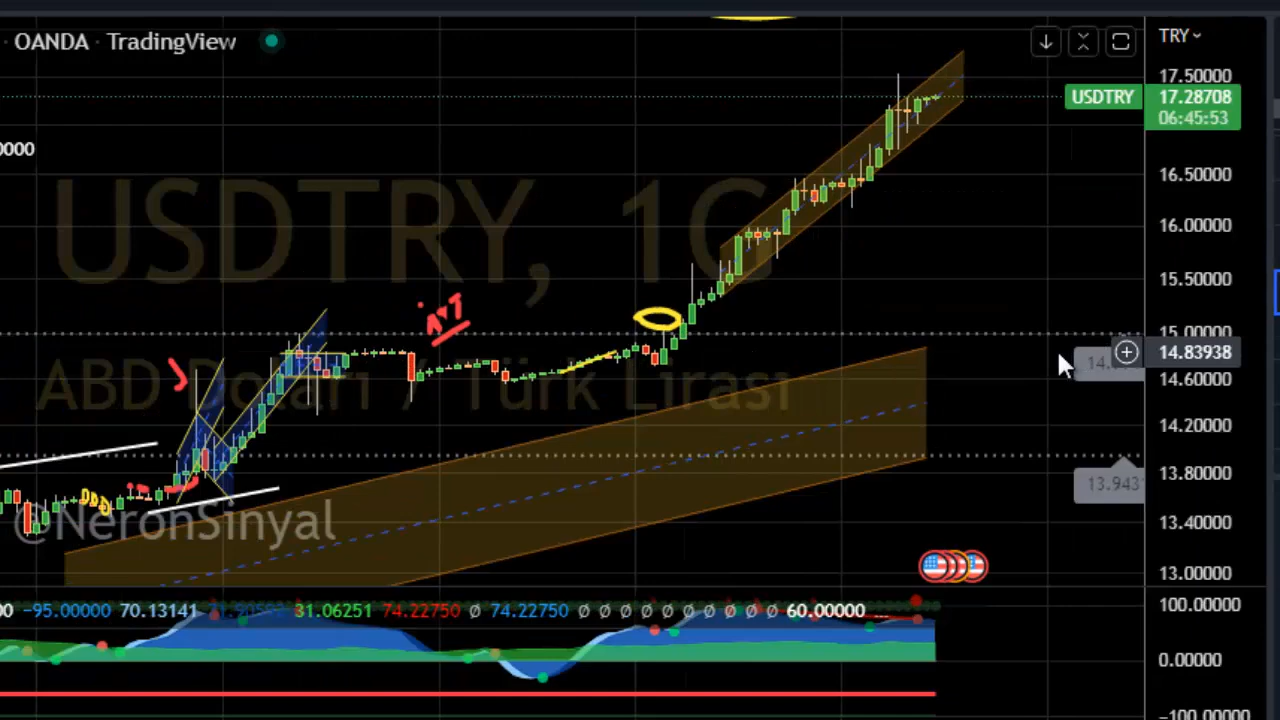 OANDA · TradingView
TRY
17.50000
USDTRY 17.28708
06:45:53
0000
16.50000
USDTRY, 1G
16.00000
15.50000
15.00000
14.83938
ABD Doları / Türk Lirası
14.60000
14.20000
13.80000
13.943
@NeronSinyal
13.40000
13.00000
00 −95.00000 70.13141 31.06251 74.22750 ∅ 74.22750 ∅ ∅ ∅ ∅ ∅ ∅ ∅ ∅ ∅ ∅ 60.00000 ...
100.00000
0.00000
−100.00000